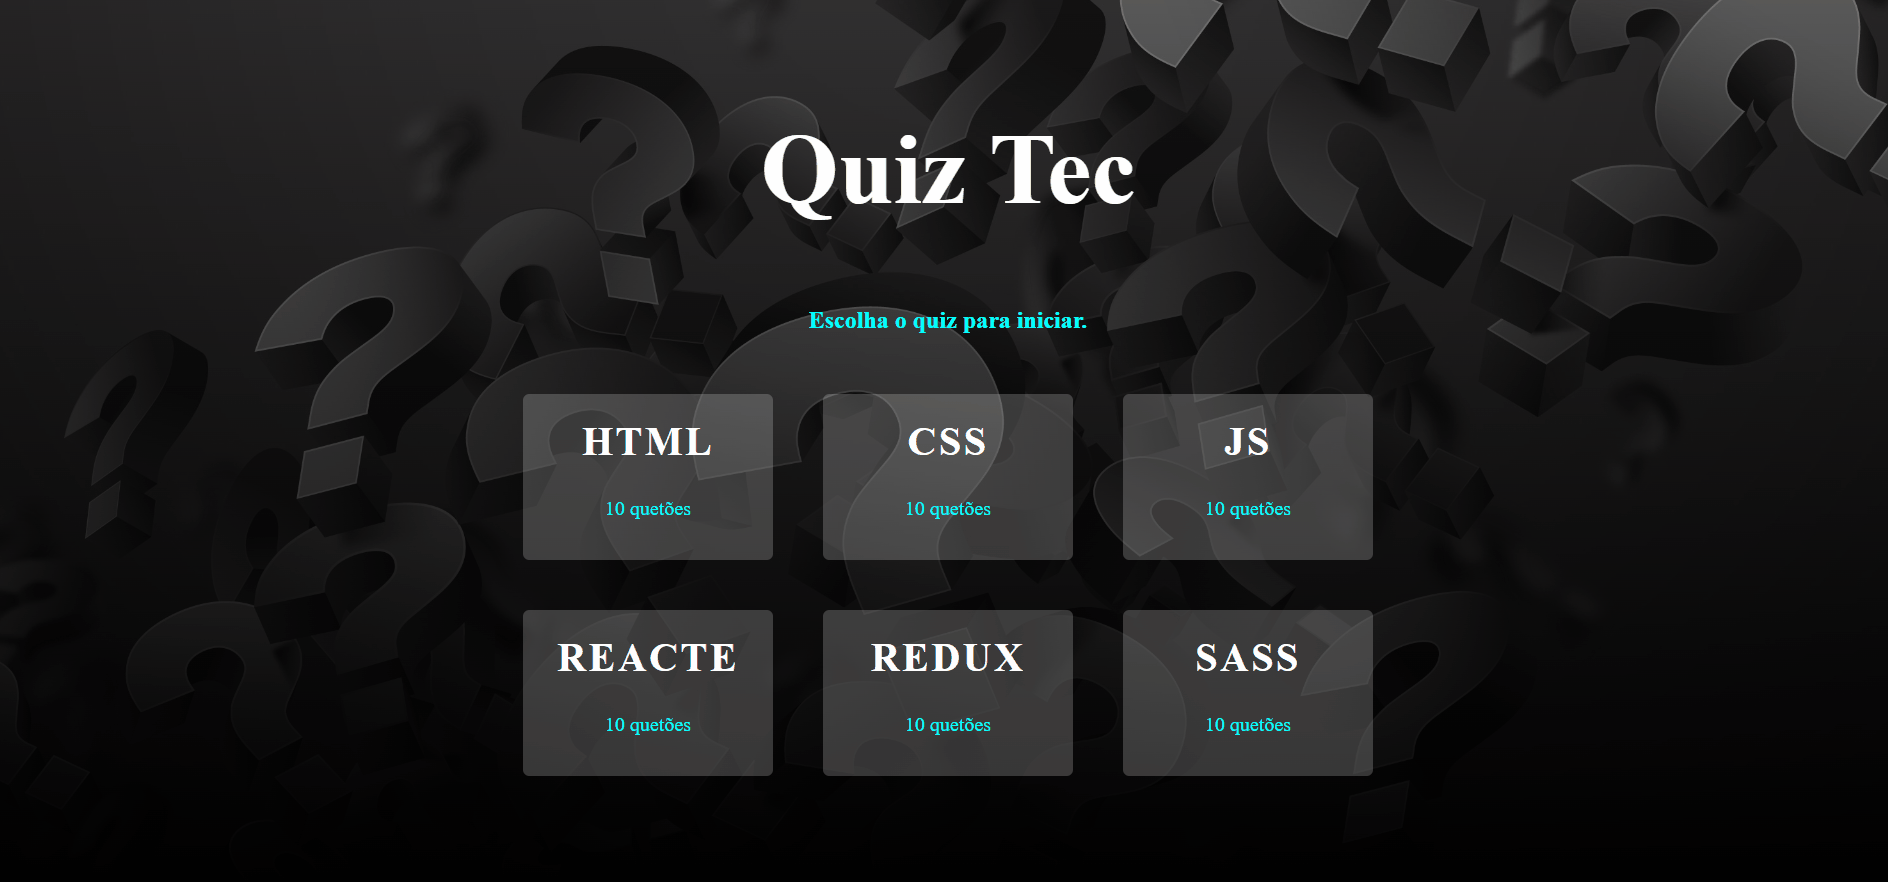 Quiz Tec
Escolha o quiz para iniciar.
HTML
10 quetões
CSS
10 quetões
JS
10 quetões
REACTE
10 quetões
REDUX
10 quetões
SASS
10 quetões